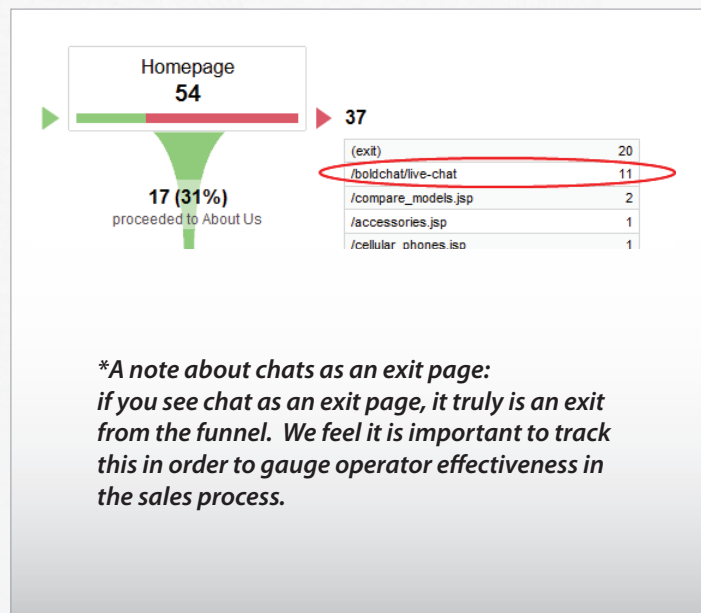 Homepage
54
37
(exit) 20
/boldchat/live-chat 11
/compare_models.jsp 2
/accessories.jsp 1
/cellular_phones.jsp 1
17 (31%)
proceeded to About Us
*A note about chats as an exit page:
if you see chat as an exit page, it truly is an exit
from the funnel.  We feel it is important to track
this in order to gauge operator effectiveness in
the sales process.